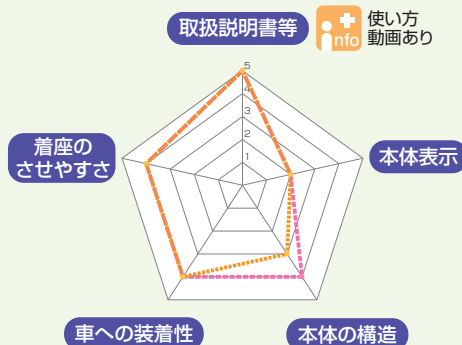 取扱説明書等
info
使い方
動画あり
5
4
3
2
1
着座の
させやすさ
本体表示
車への装着性
本体の構造